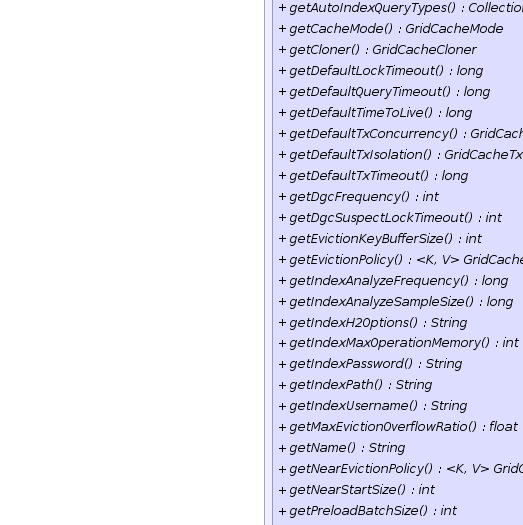 + getAutoIndexQueryTypes() : Collectio
+ getCacheMode() : GridCacheMode
+ getCloner() : GridCacheCloner
+ getDefaultLockTimeout() : long
+ getDefaultQueryTimeout() : long
+ getDefaultTimeToLive() : long
+ getDefaultTxConcurrency() : GridCach
+ getDefaultTxIsolation() : GridCacheTx
+ getDefaultTxTimeout() : long
+ getDgcFrequency() : int
+ getDgcSuspectLockTimeout() : int
+ getEvictionKeyBufferSize() : int
+ getEvictionPolicy() : <K, V> GridCache
+ getIndexAnalyzeFrequency() : long
+ getIndexAnalyzeSampleSize() : long
+ getIndexH2Options() : String
+ getIndexMaxOperationMemory() : int
+ getIndexPassword() : String
+ getIndexPath() : String
+ getIndexUsername() : String
+ getMaxEvictionOverflowRatio() : float
+ getName() : String
+ getNearEvictionPolicy() : <K, V> GridC
+ getNearStartSize() : int
+ getPreloadBatchSize() : int